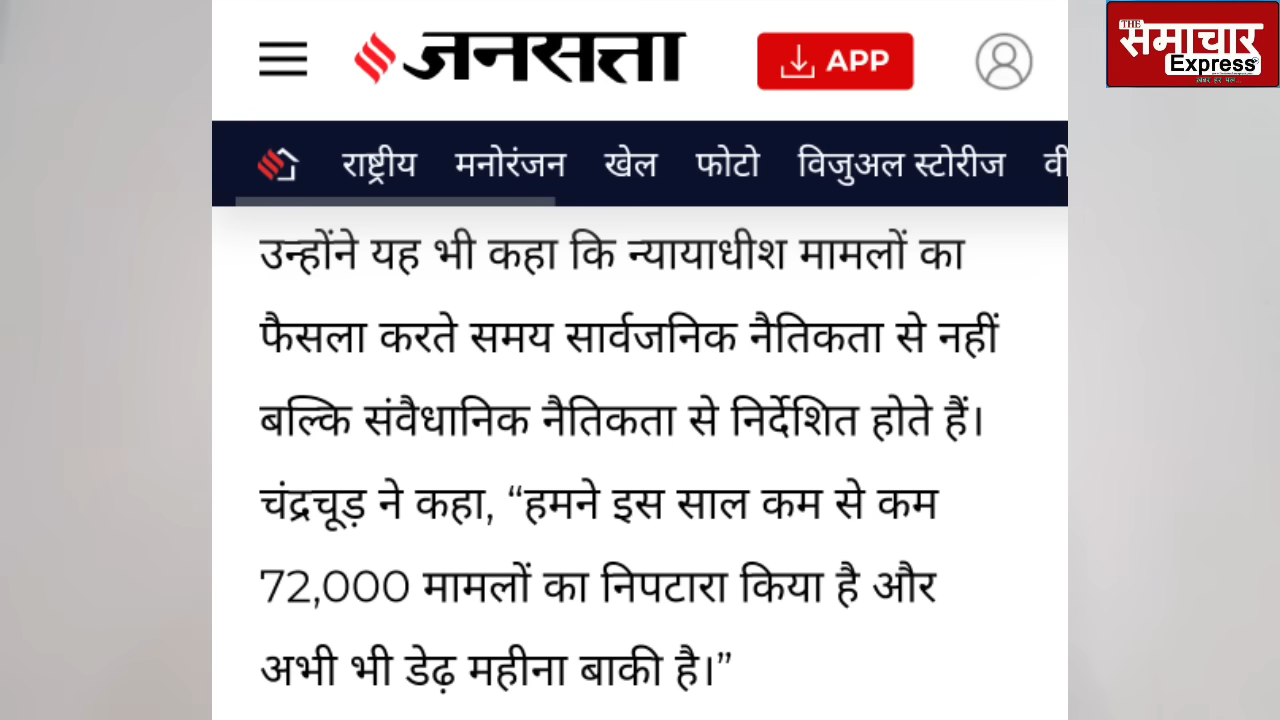 जनसत्ता
APP
THE
समाचार
Express
राष्ट्रीय मनोरंजन खेल फोटो विजुअल स्टोरीज
उन्होंने यह भी कहा कि न्यायाधीश मामलों का
फैसला करते समय सार्वजनिक नैतिकता से नहीं
बल्कि संवैधानिक नैतिकता से निर्देशित होते हैं।
चंद्रचूड़ ने कहा, “हमने इस साल कम से कम
72,000 मामलों का निपटारा किया है और
अभी भी डेढ़ महीना बाकी है।”